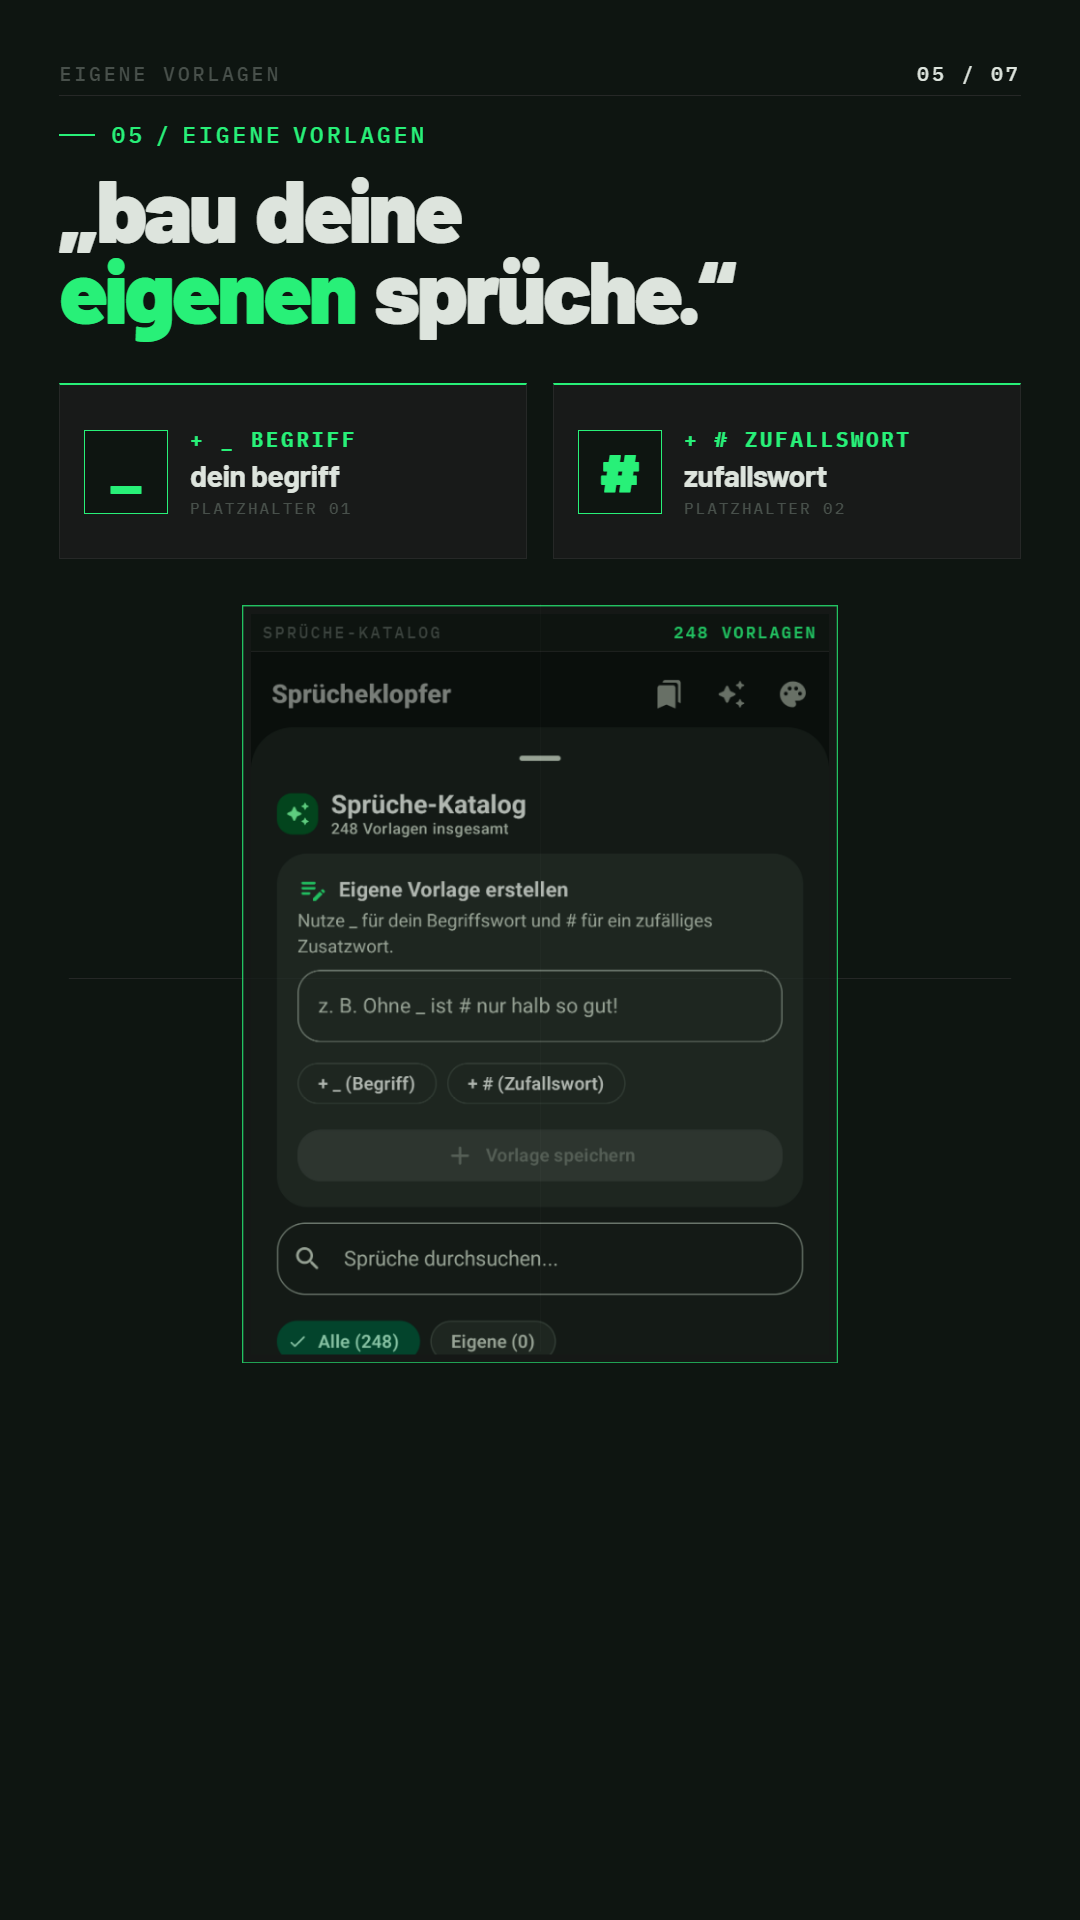 EIGENE VORLAGEN
05 / 07
05 / EIGENE VORLAGEN
„bau deine
eigenen sprüche.“
_
+ _ BEGRIFF
dein begriff
PLATZHALTER 01
#
+ # ZUFALLSWORT
zufallswort
PLATZHALTER 02
SPRÜCHE-KATALOG
248 VORLAGEN
Sprücheklopfer
Sprüche-Katalog
248 Vorlagen insgesamt
Eigene Vorlage erstellen
Nutze _ für dein Begriffswort und # für ein zufälliges
Zusatzwort.
z. B. Ohne _ ist # nur halb so gut!
+ _ (Begriff)
+ # (Zufallswort)
+ Vorlage speichern
Sprüche durchsuchen...
Alle (248)
Eigene (0)